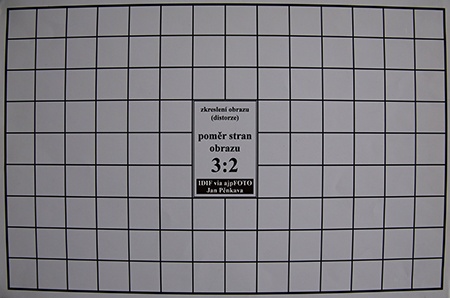 zkreslení obrazu
(distorze)
poměr stran
obrazu
3:2
IDIF via ajpFOTO
Jan Pěnkava